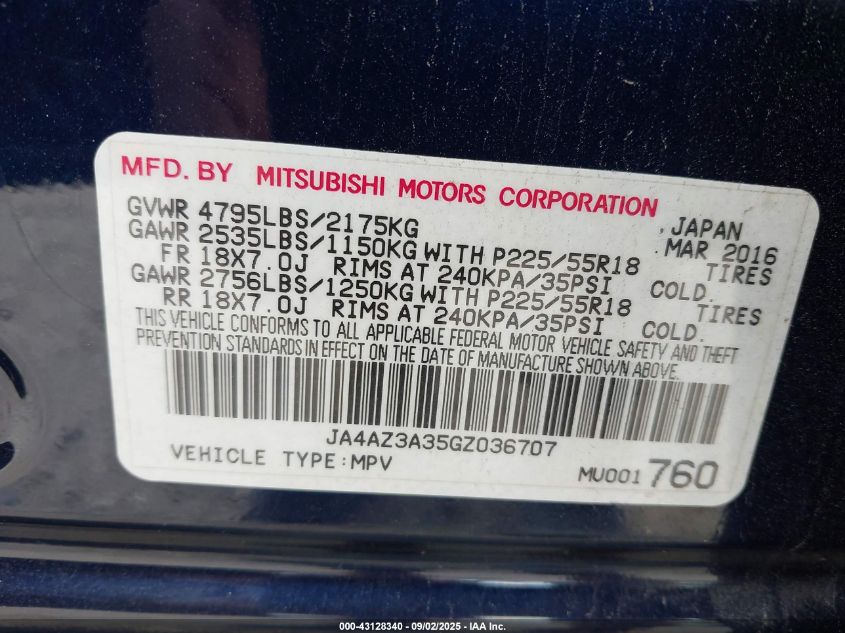 MFD. BY MITSUBISHI MOTORS CORPORATION JAPAN
GVWR 4795LBS/2175KG MAR 2016
GAWR 2535LBS/1150KG WITH P225/55R18 TIRES
FR 18X7.0J RIMS AT 240KPA/35PSI COLD.
GAWR 2756LBS/1250KG WITH P225/55R18 TIRES
RR 18X7.0J RIMS AT 240KPA/35PSI COLD.
THIS VEHICLE CONFORMS TO ALL APPLICABLE FEDERAL MOTOR VEHICLE SAFETY AND THEFT
PREVENTION STANDARDS IN EFFECT ON THE DATE OF MANUFACTURE SHOWN ABOVE.
JA4AZ3A35GZ036707
VEHICLE TYPE:MPV MU001 760
000-43128340 - 09/02/2025 - IAA Inc.